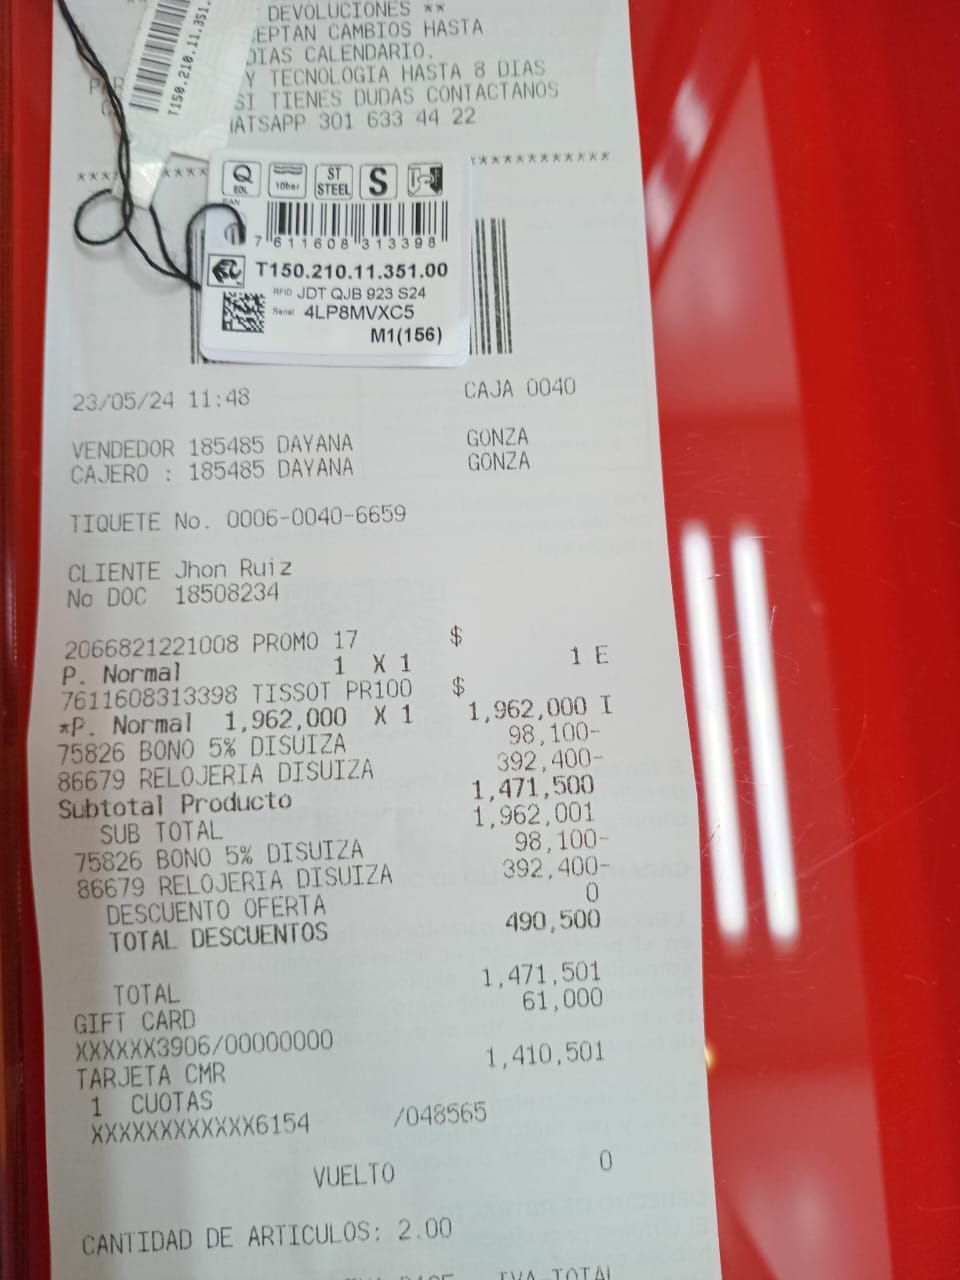 DEVOLUCIONES **
EPTAN CAMBIOS HASTA
DIAS CALENDARIO.
Y TECNOLOGIA HASTA 8 DIAS
SI TIENES DUDAS CONTACTANOS
ATSAPP 301 633 44 22
T150.210.11.351.
************
****
Q
EOL
10bar
ST
STEEL
S
EAN
7 611608 313398
T150.210.11.351.00
RFID JDT QJB 923 S24
Serial 4LP8MVXC5
M1(156)
23/05/24 11:48 CAJA 0040
VENDEDOR 185485 DAYANA GONZA
CAJERO : 185485 DAYANA GONZA
TIQUETE No. 0006-0040-6659
CLIENTE Jhon Ruiz
No DOC 18508234
2066821221008 PROMO 17 $
P. Normal 1 X 1 1 E
7611608313398 TISSOT PR100 $
*P. Normal 1,962,000 X 1 1,962,000 I
75826 BONO 5% DISUIZA 98,100-
86679 RELOJERIA DISUIZA 392,400-
Subtotal Producto 1,471,500
SUB TOTAL 1,962,001
75826 BONO 5% DISUIZA 98,100-
86679 RELOJERIA DISUIZA 392,400-
DESCUENTO OFERTA 0
TOTAL DESCUENTOS 490,500
TOTAL 1,471,501
GIFT CARD 61,000
XXXXXX3906/00000000
TARJETA CMR 1,410,501
1 CUOTAS
XXXXXXXXXXXX6154 /048565
VUELTO 0
CANTIDAD DE ARTICULOS: 2.00
IVA-TOTAL